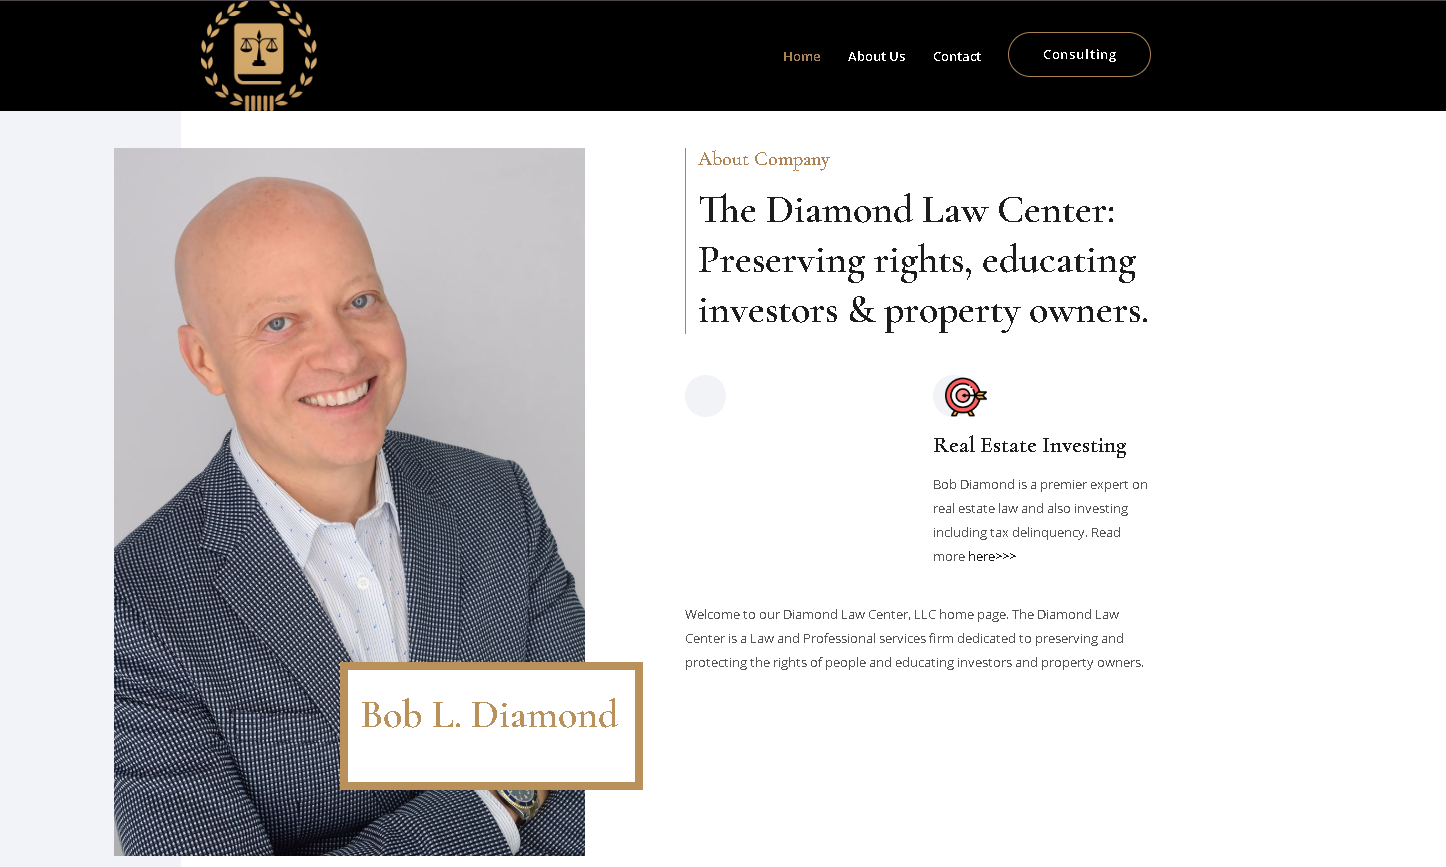 Home
About Us
Contact
Consulting
About Company
The Diamond Law Center:
Preserving rights, educating
investors & property owners.
Real Estate Investing
Bob Diamond is a premier expert on
real estate law and also investing
including tax delinquency. Read
more here>>>
Welcome to our Diamond Law Center, LLC home page. The Diamond Law
Center is a Law and Professional services firm dedicated to preserving and
protecting the rights of people and educating investors and property owners.
Bob L. Diamond